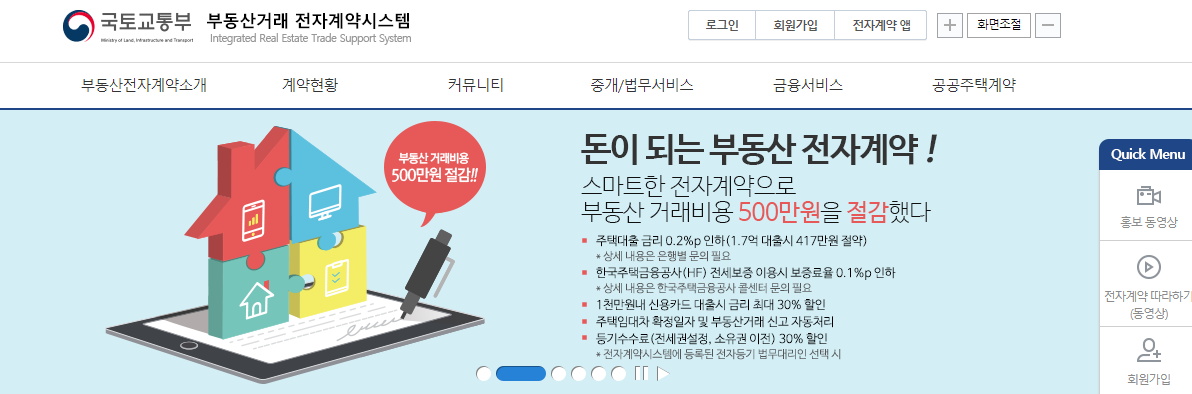 국토교통부
Ministry of Land, Infrastructure and Transport
부동산거래 전자계약시스템
Integrated Real Estate Trade Support System
로그인
회원가입
전자계약 앱
화면조절
부동산전자계약소개
계약현황
커뮤니티
중개/법무서비스
금융서비스
공공주택계약
부동산 거래비용
500만원 절감!!
돈이 되는 부동산 전자계약 !
스마트한 전자계약으로
부동산 거래비용 500만원을 절감했다
주택대출 금리 0.2%p 인하(1.7억 대출시 417만원 절약)
* 상세 내용은 은행별 문의 필요
한국주택금융공사(HF) 전세보증 이용시 보증료율 0.1%p 인하
* 상세 내용은 한국주택금융공사 콜센터 문의 필요
1천만원내 신용카드 대출시 금리 최대 30% 할인
주택임대차 확정일자 및 부동산거래 신고 자동처리
등기수수료(전세권설정, 소유권 이전) 30% 할인
* 전자계약시스템에 등록된 전자등기 법무대리인 선택 시
Quick Menu
홍보 동영상
전자계약 따라하기
(동영상)
회원가입